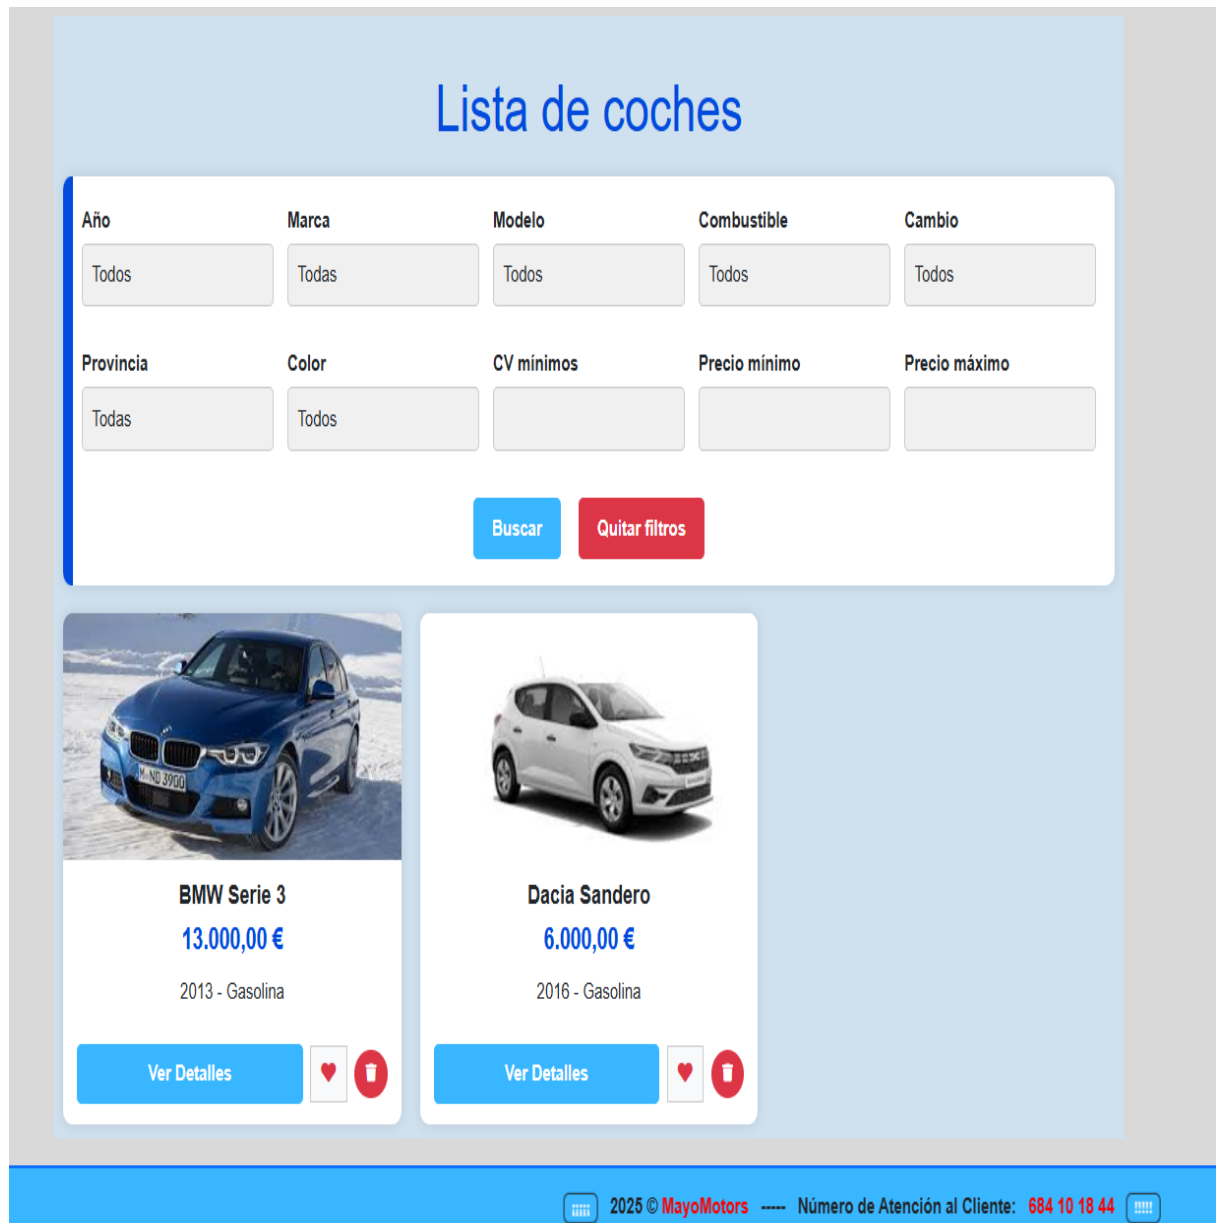 Lista de coches
Año Marca Modelo Combustible Cambio
Todos Todas Todos Todos Todos
Provincia Color CV mínimos Precio mínimo Precio máximo
Todas Todos
Buscar Quitar filtros
M·ND 3900
BMW Serie 3 Dacia Sandero
13.000,00 € 6.000,00 €
2013 - Gasolina 2016 - Gasolina
Ver Detalles Ver Detalles
2025 © MayoMotors ----- Número de Atención al Cliente: 684 10 18 44